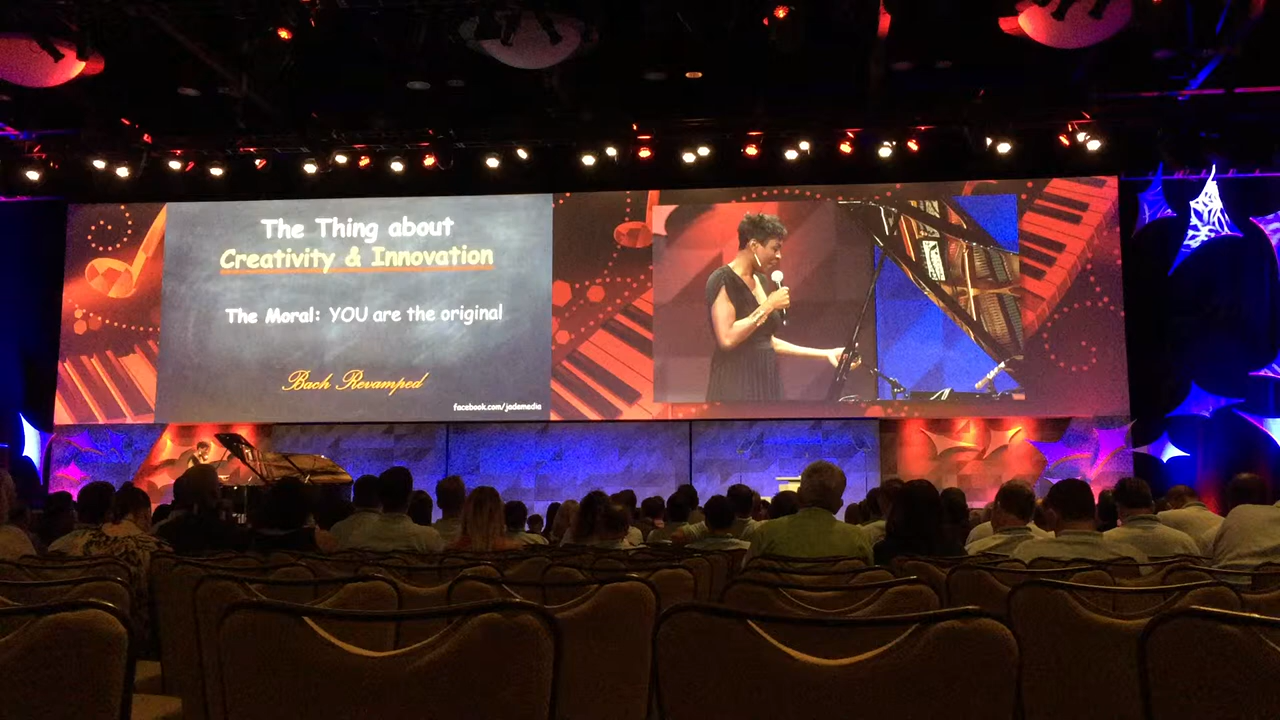 The Thing about
Creativity & Innovation
The Moral: YOU are the original
Bach Revamped
facebook.com/jademedia